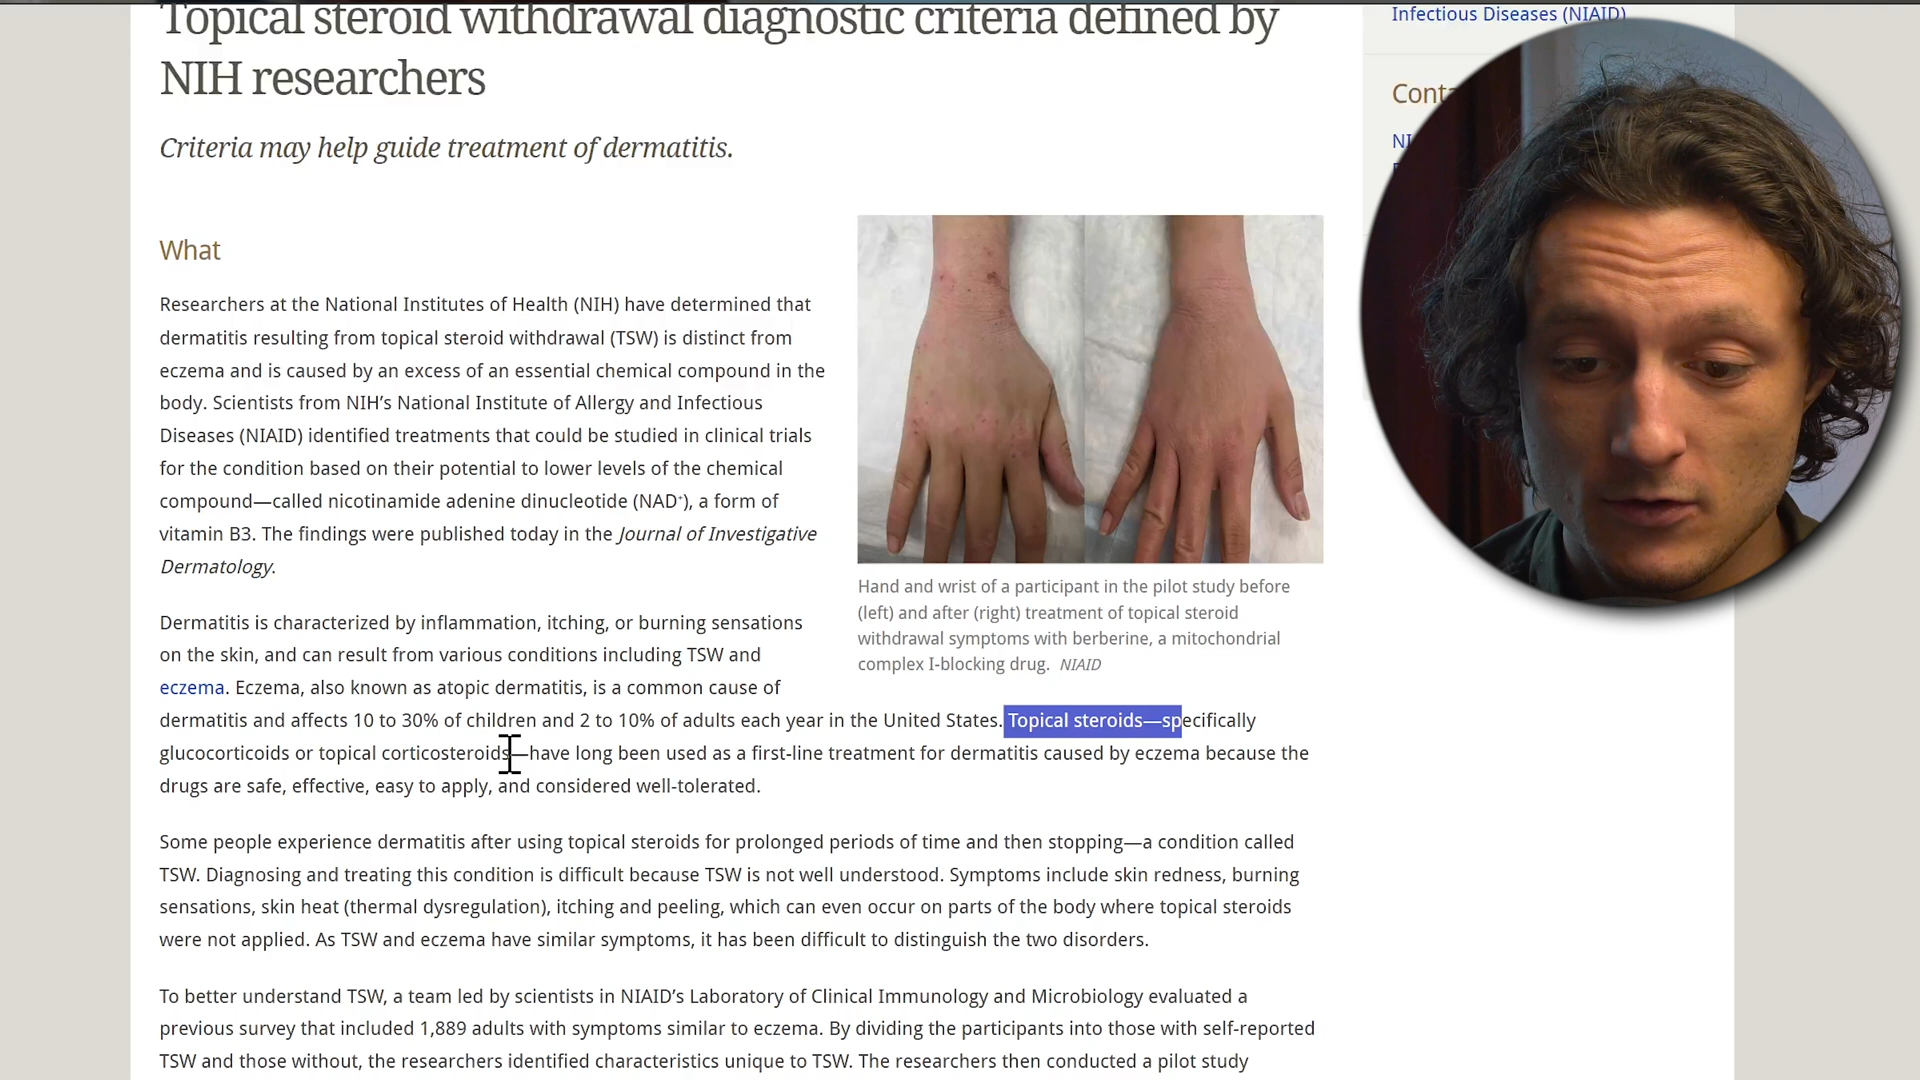 Topical steroid withdrawal diagnostic criteria defined by
NIH researchers
Criteria may help guide treatment of dermatitis.
What
Researchers at the National Institutes of Health (NIH) have determined that
dermatitis resulting from topical steroid withdrawal (TSW) is distinct from
eczema and is caused by an excess of an essential chemical compound in the
body. Scientists from NIH’s National Institute of Allergy and Infectious
Diseases (NIAID) identified treatments that could be studied in clinical trials
for the condition based on their potential to lower levels of the chemical
compound—called nicotinamide adenine dinucleotide (NAD⁺), a form of
vitamin B3. The findings were published today in the Journal of Investigative
Dermatology.
Hand and wrist of a participant in the pilot study before
(left) and after (right) treatment of topical steroid
withdrawal symptoms with berberine, a mitochondrial
complex I-blocking drug. NIAID
Dermatitis is characterized by inflammation, itching, or burning sensations
on the skin, and can result from various conditions including TSW and
eczema. Eczema, also known as atopic dermatitis, is a common cause of
dermatitis and affects 10 to 30% of children and 2 to 10% of adults each year in the United States. Topical steroids—specifically
glucocorticoids or topical corticosteroids—have long been used as a first-line treatment for dermatitis caused by eczema because the
drugs are safe, effective, easy to apply, and considered well-tolerated.
Some people experience dermatitis after using topical steroids for prolonged periods of time and then stopping—a condition called
TSW. Diagnosing and treating this condition is difficult because TSW is not well understood. Symptoms include skin redness, burning
sensations, skin heat (thermal dysregulation), itching and peeling, which can even occur on parts of the body where topical steroids
were not applied. As TSW and eczema have similar symptoms, it has been difficult to distinguish the two disorders.
To better understand TSW, a team led by scientists in NIAID’s Laboratory of Clinical Immunology and Microbiology evaluated a
previous survey that included 1,889 adults with symptoms similar to eczema. By dividing the participants into those with self-reported
TSW and those without, the researchers identified characteristics unique to TSW. The researchers then conducted a pilot study
Infectious Diseases (NIAID)